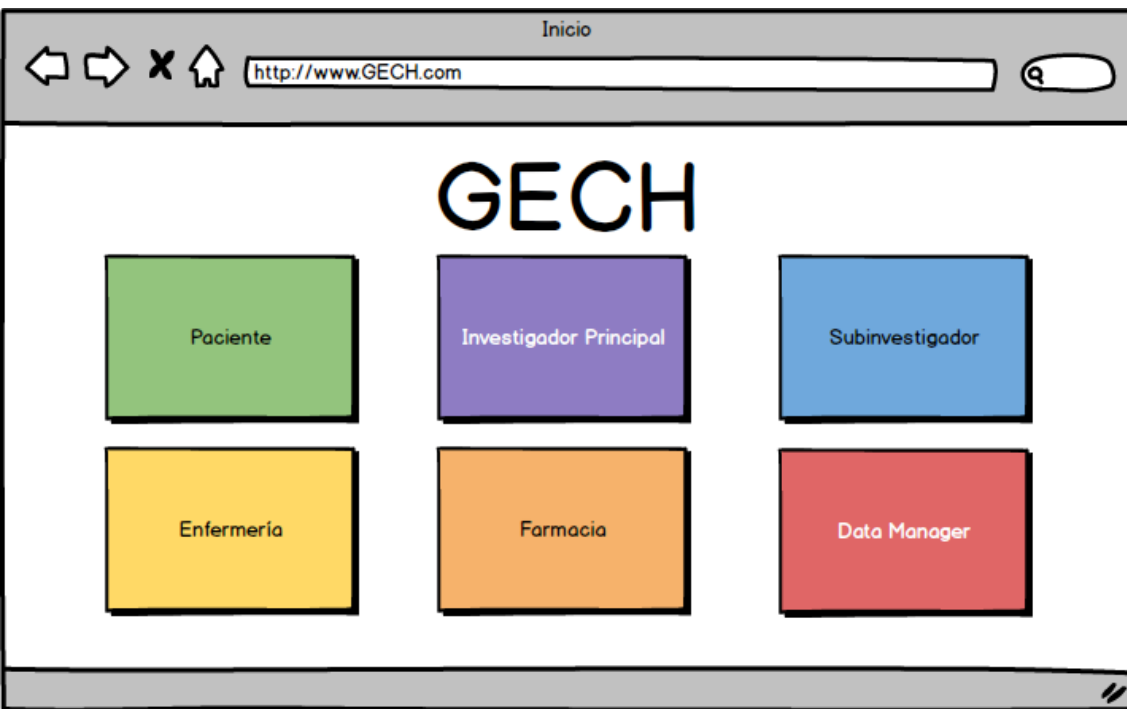 Inicio
http://www.GECH.com
GECH
Paciente
Investigador Principal
Subinvestigador
Enfermería
Farmacia
Data Manager